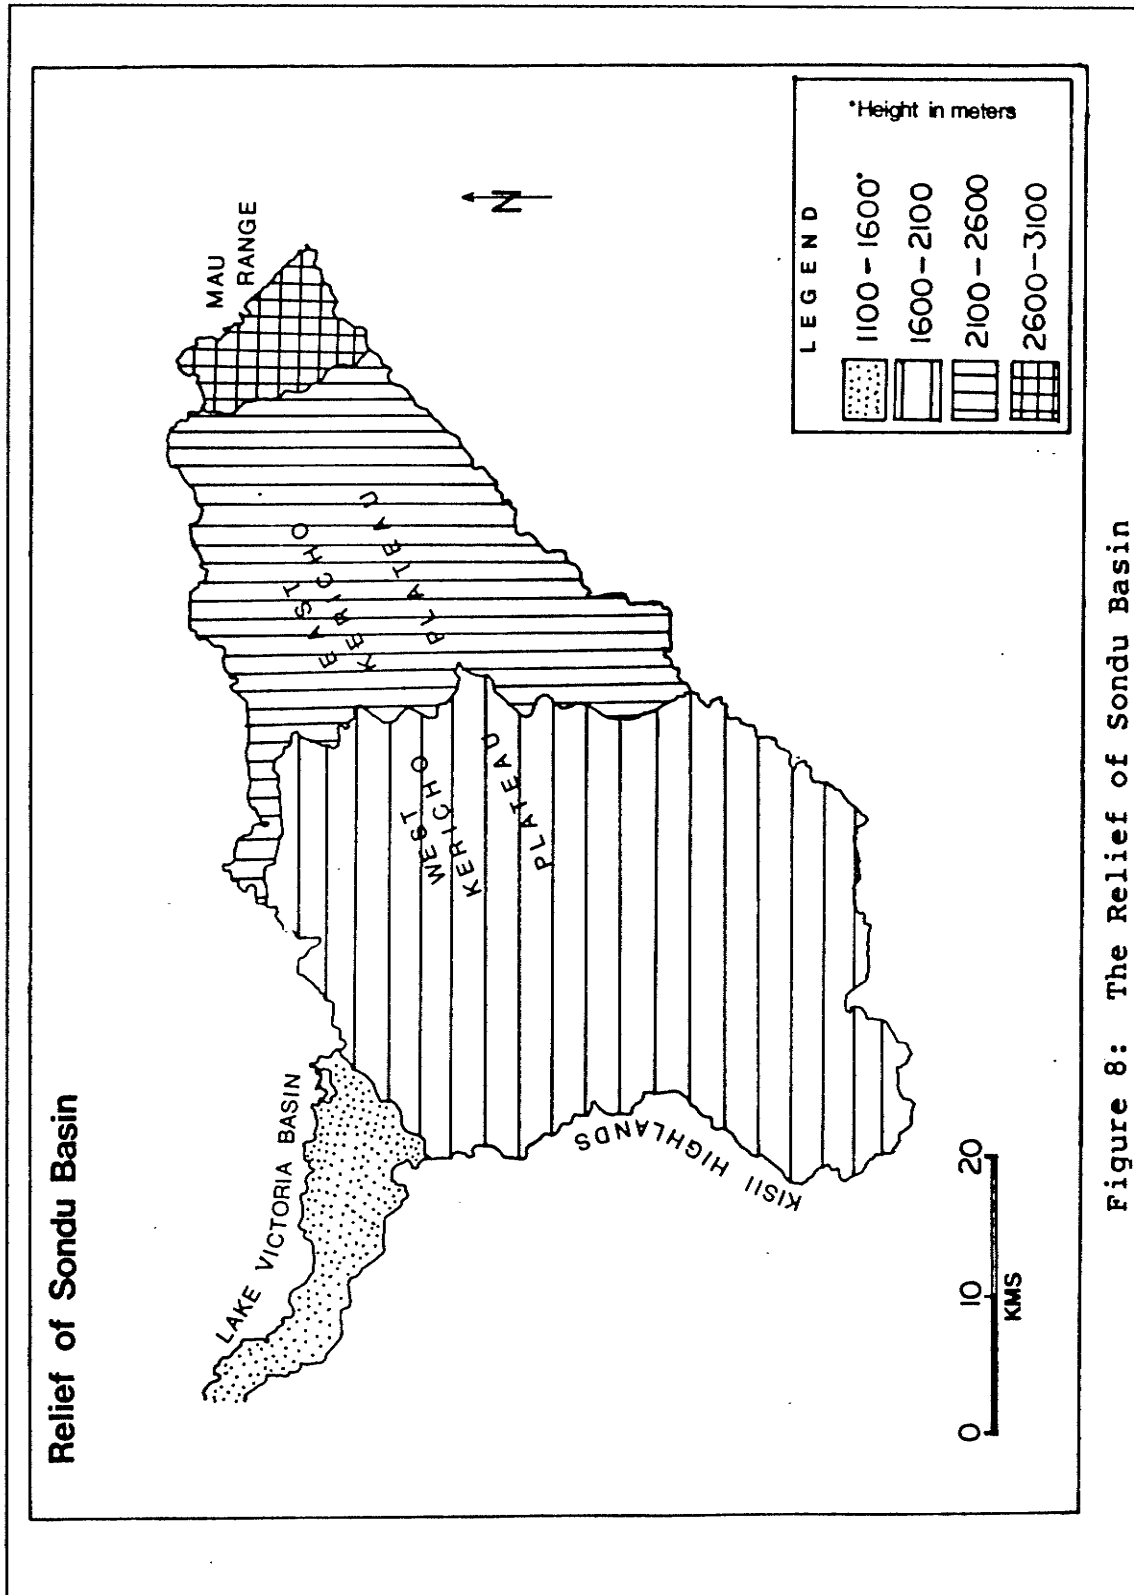 Relief of Sondu Basin
LAKE VICTORIA BASIN
MAU
RANGE
EAST
KERICHO
PLATEAU
WEST
KERICHO
PLATEAU
KISII HIGHLANDS
N
0 10 20
KMS
LEGEND
1100-1600*
1600-2100
2100-2600
2600-3100
*Height in meters
Figure 8: The Relief of Sondu Basin